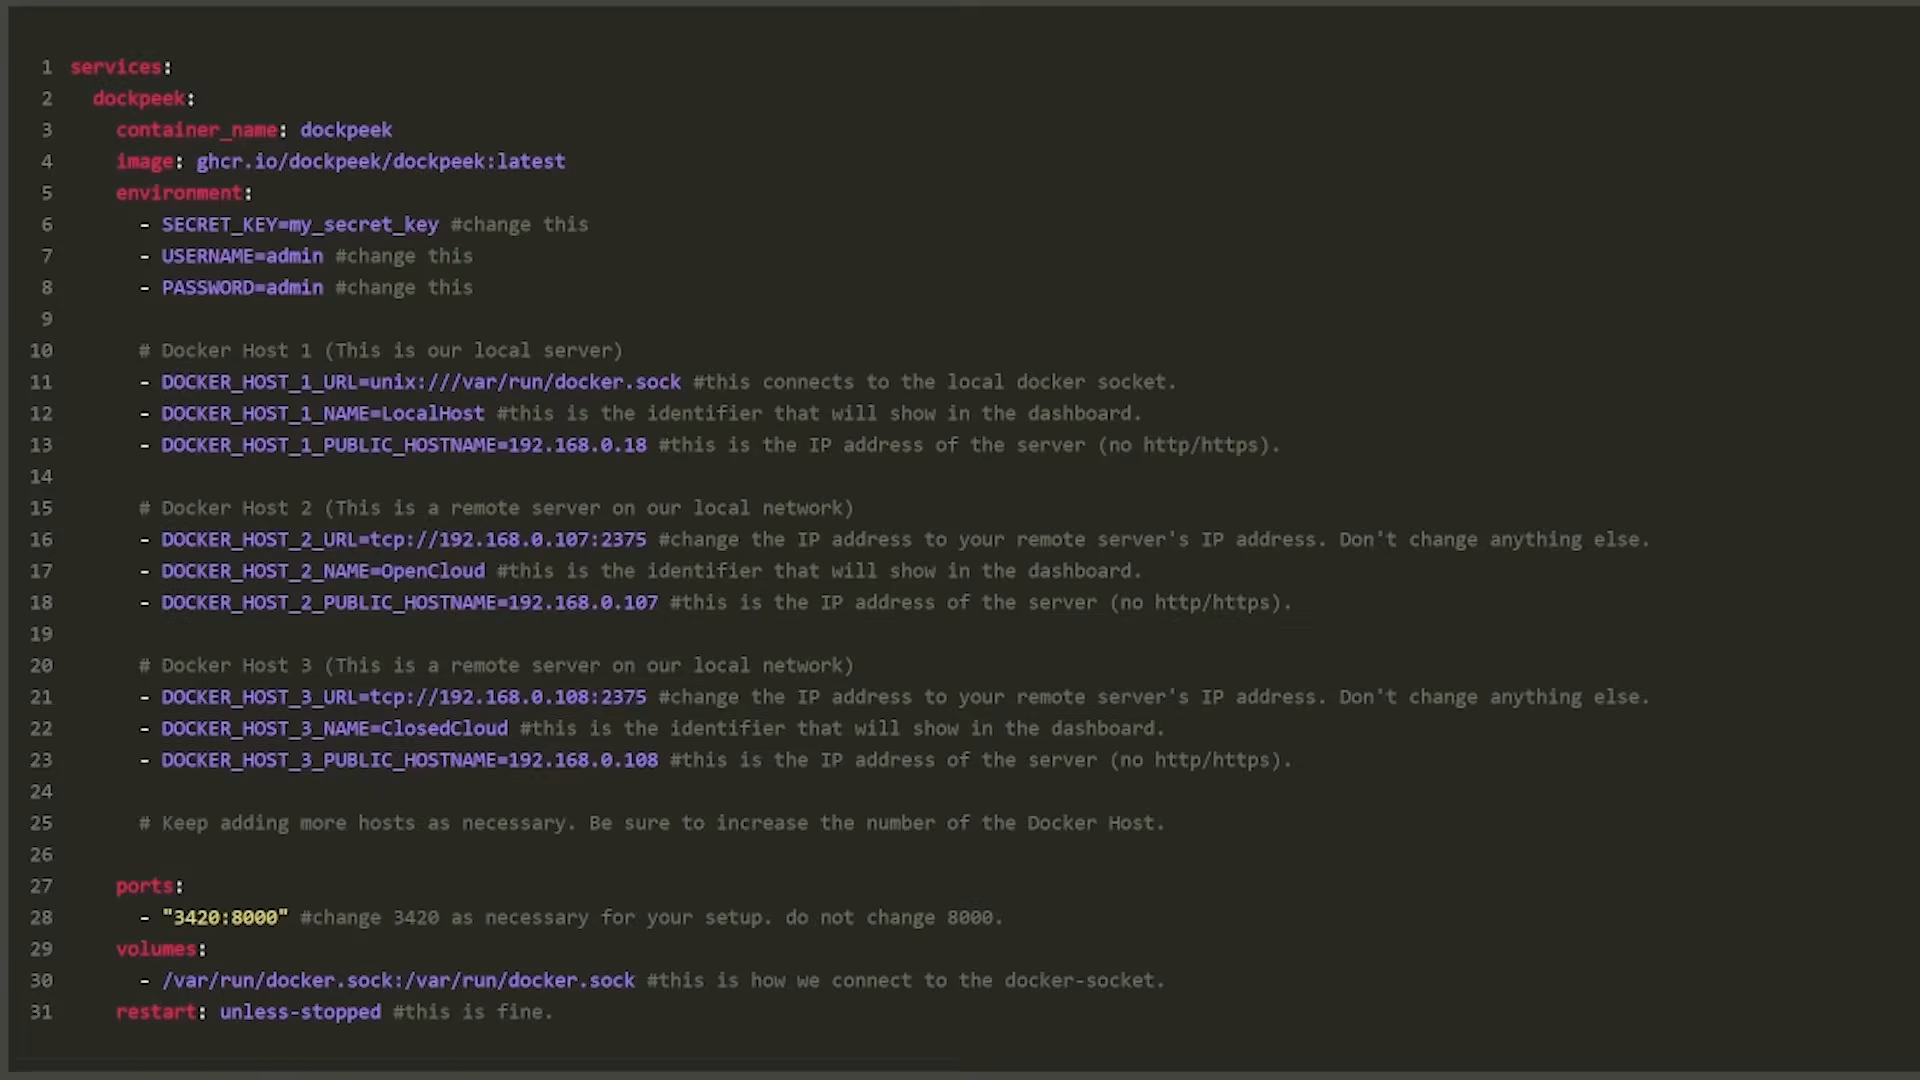 1 services:
2 dockpeek:
3 container_name: dockpeek
4 image: ghcr.io/dockpeek/dockpeek:latest
5 environment:
6 - SECRET_KEY=my_secret_key #change this
7 - USERNAME=admin #change this
8 - PASSWORD=admin #change this
9
10 # Docker Host 1 (This is our local server)
11 - DOCKER_HOST_1_URL=unix:///var/run/docker.sock #this connects to the local docker socket.
12 - DOCKER_HOST_1_NAME=LocalHost #this is the identifier that will show in the dashboard.
13 - DOCKER_HOST_1_PUBLIC_HOSTNAME=192.168.0.18 #this is the IP address of the server (no http/https).
14
15 # Docker Host 2 (This is a remote server on our local network)
16 - DOCKER_HOST_2_URL=tcp://192.168.0.107:2375 #change the IP address to your remote server's IP address. Don't change anything else.
17 - DOCKER_HOST_2_NAME=OpenCloud #this is the identifier that will show in the dashboard.
18 - DOCKER_HOST_2_PUBLIC_HOSTNAME=192.168.0.107 #this is the IP address of the server (no http/https).
19
20 # Docker Host 3 (This is a remote server on our local network)
21 - DOCKER_HOST_3_URL=tcp://192.168.0.108:2375 #change the IP address to your remote server's IP address. Don't change anything else.
22 - DOCKER_HOST_3_NAME=ClosedCloud #this is the identifier that will show in the dashboard.
23 - DOCKER_HOST_3_PUBLIC_HOSTNAME=192.168.0.108 #this is the IP address of the server (no http/https).
24
25 # Keep adding more hosts as necessary. Be sure to increase the number of the Docker Host.
26
27 ports:
28 - "3420:8000" #change 3420 as necessary for your setup. do not change 8000.
29 volumes:
30 - /var/run/docker.sock:/var/run/docker.sock #this is how we connect to the docker-socket.
31 restart: unless-stopped #this is fine.